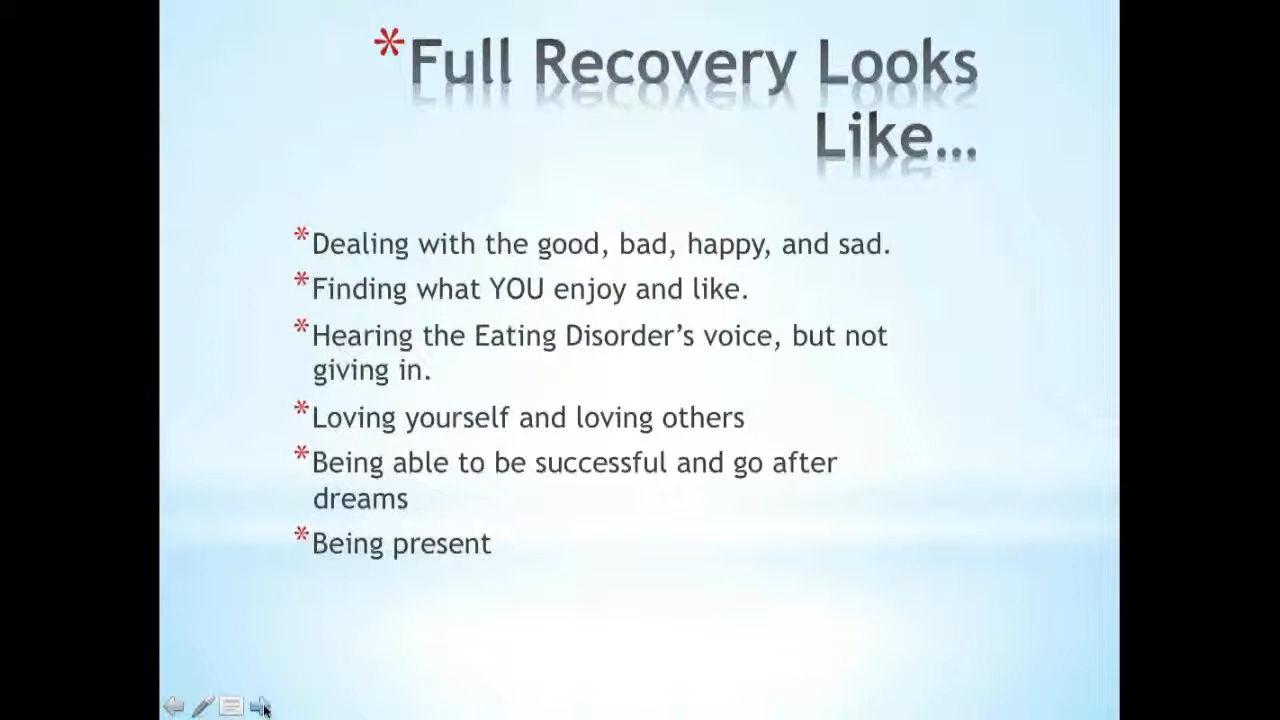 *Full Recovery Looks
Like…
*Dealing with the good, bad, happy, and sad.
*Finding what YOU enjoy and like.
*Hearing the Eating Disorder’s voice, but not
giving in.
*Loving yourself and loving others
*Being able to be successful and go after
dreams
*Being present